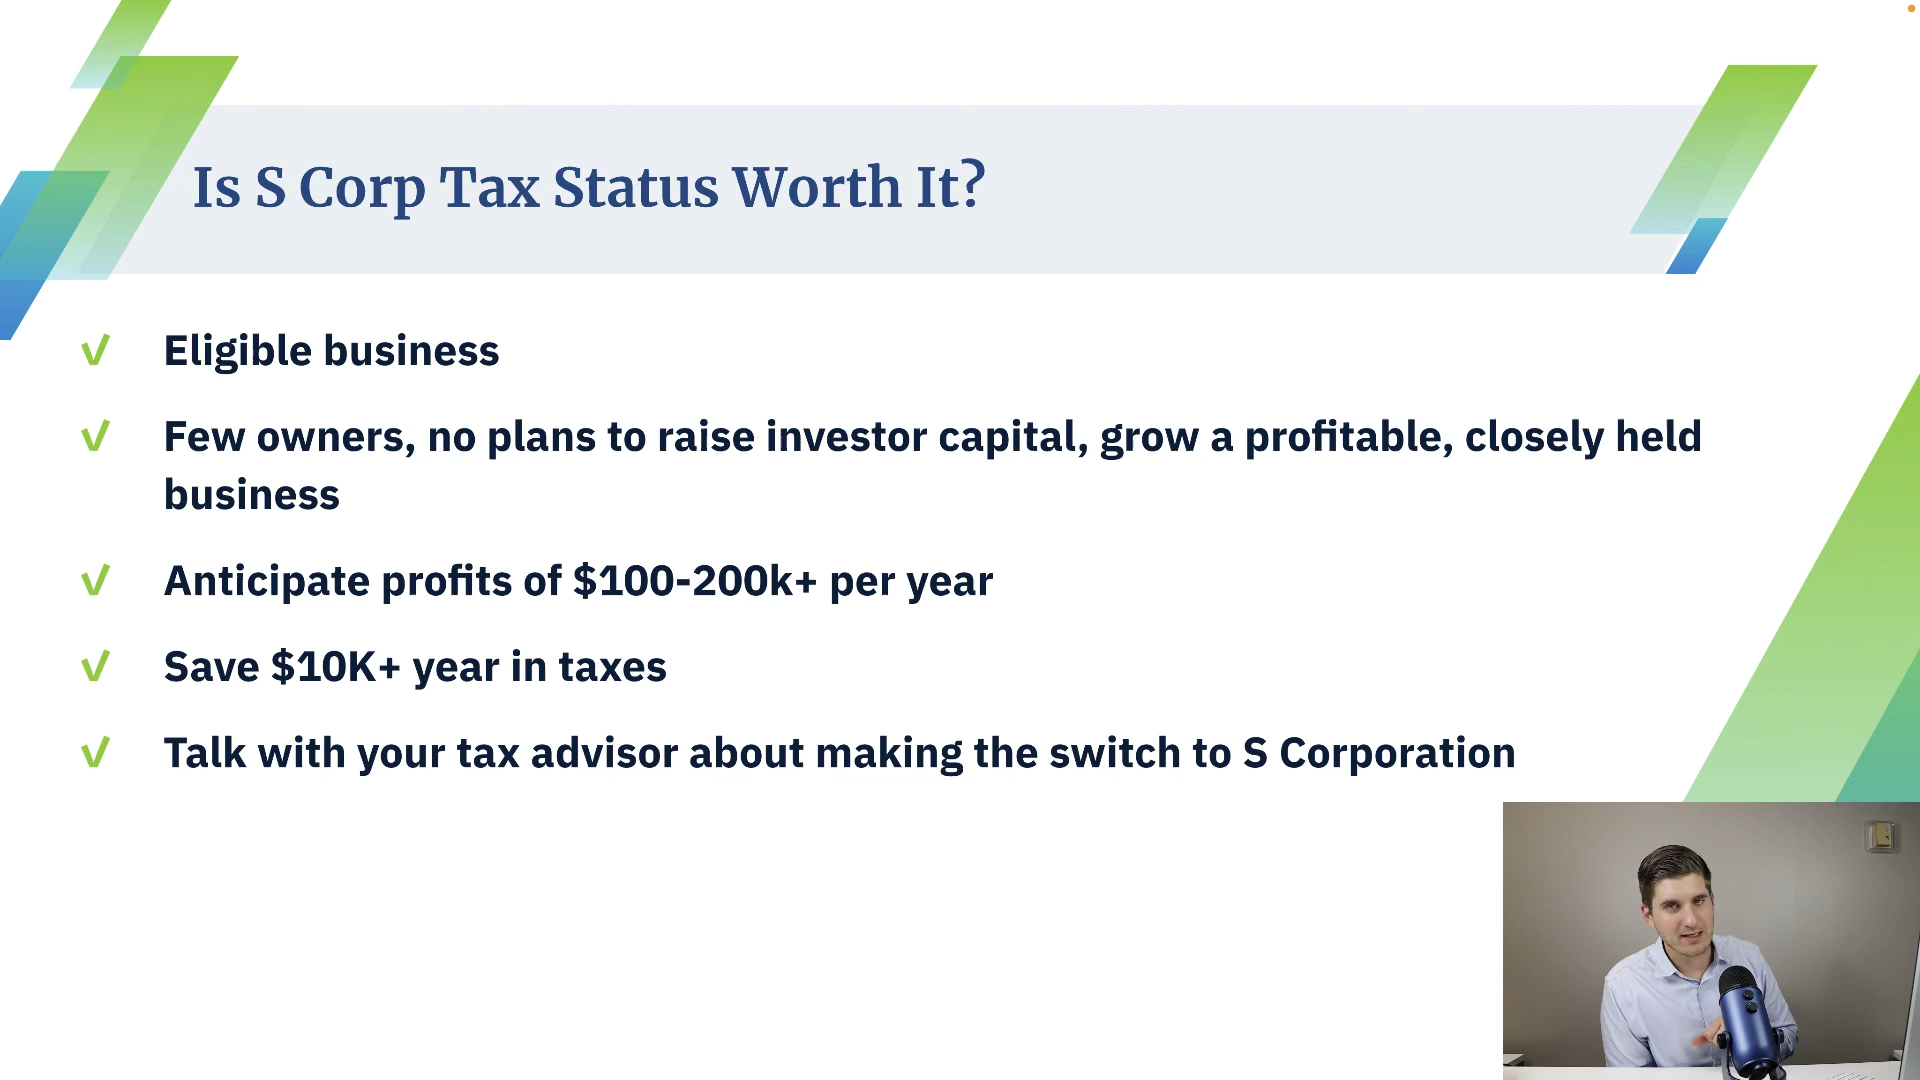 Is S Corp Tax Status Worth It?
✓ Eligible business
✓ Few owners, no plans to raise investor capital, grow a profitable, closely held
business
✓ Anticipate profits of $100-200k+ per year
✓ Save $10K+ year in taxes
✓ Talk with your tax advisor about making the switch to S Corporation